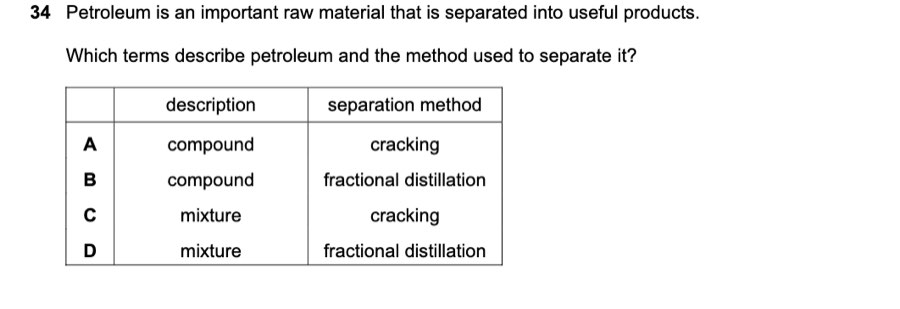 34 Petroleum is an important raw material that is separated into useful products.
Which terms describe petroleum and the method used to separate it?
description separation method
A compound cracking
B compound fractional distillation
C mixture cracking
D mixture fractional distillation